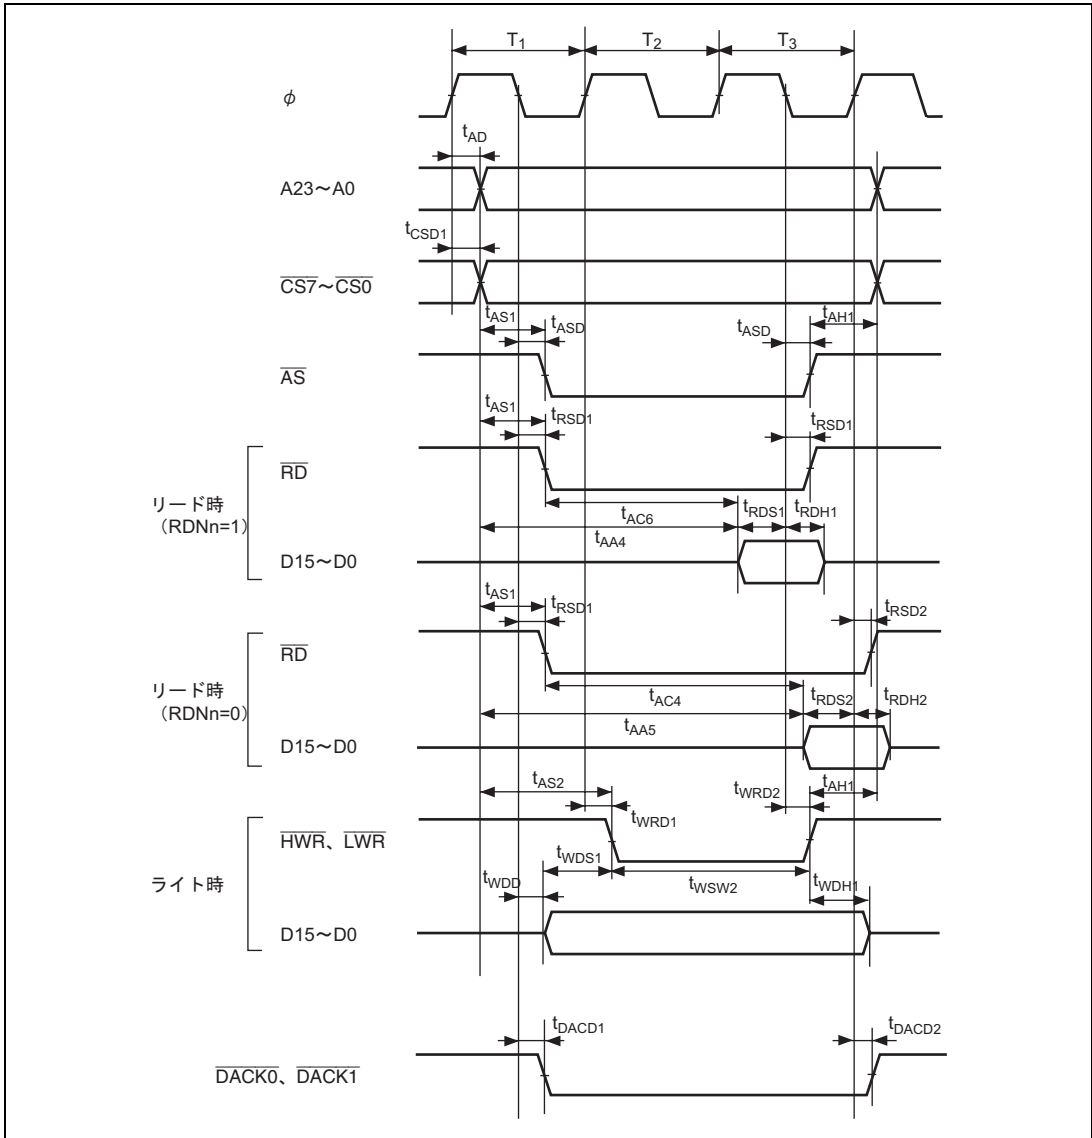 T1 T2 T3
φ
tAD
A23～A0
tCSD1
CS7～CS0
tAS1 tASD tASD tAH1
AS
tAS1 tRSD1 tRSD1
RD
リード時
（RDNn=1）
tAC6 tRDS1 tRDH1
tAA4
D15～D0
tAS1 tRSD1 tRSD2
RD
リード時
（RDNn=0）
tAC4 tRDS2 tRDH2
tAA5
D15～D0
tAS2 tWRD1 tWRD2 tAH1
HWR、LWR
ライト時
tWDD tWDS1 tWSW2 tWDH1
D15～D0
tDACD1 tDACD2
DACK0、DACK1